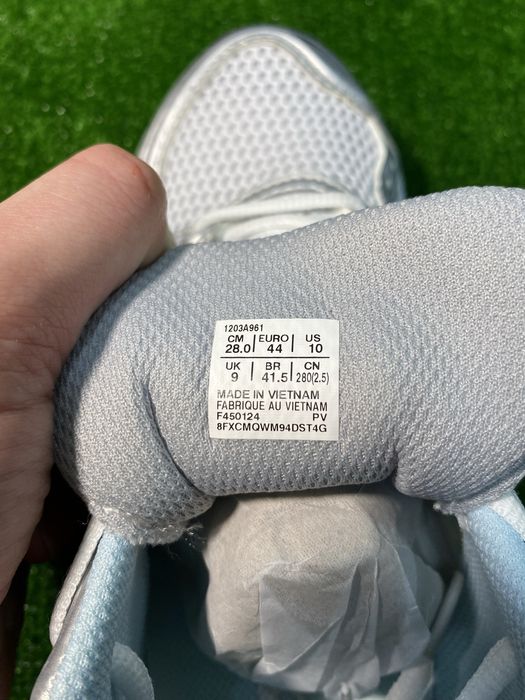 1203A961
CM EURO US
28.0 44 10
UK BR CN
9 41.5 280(2.5)
MADE IN VIETNAM
FABRIQUE AU VIETNAM
F450124 PV
8FXCMQWM94DST4G